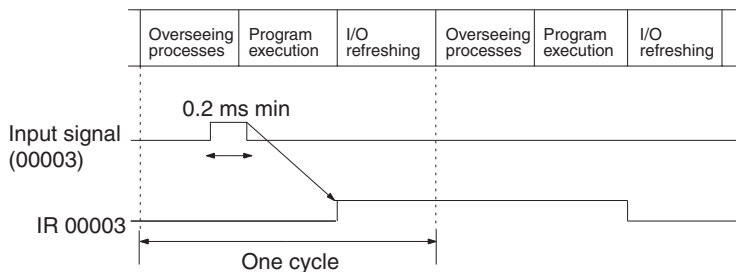 Overseeing processes
Program execution
I/O refreshing
Overseeing processes
Program execution
I/O refreshing
0.2 ms min
Input signal
(00003)
IR 00003
One cycle